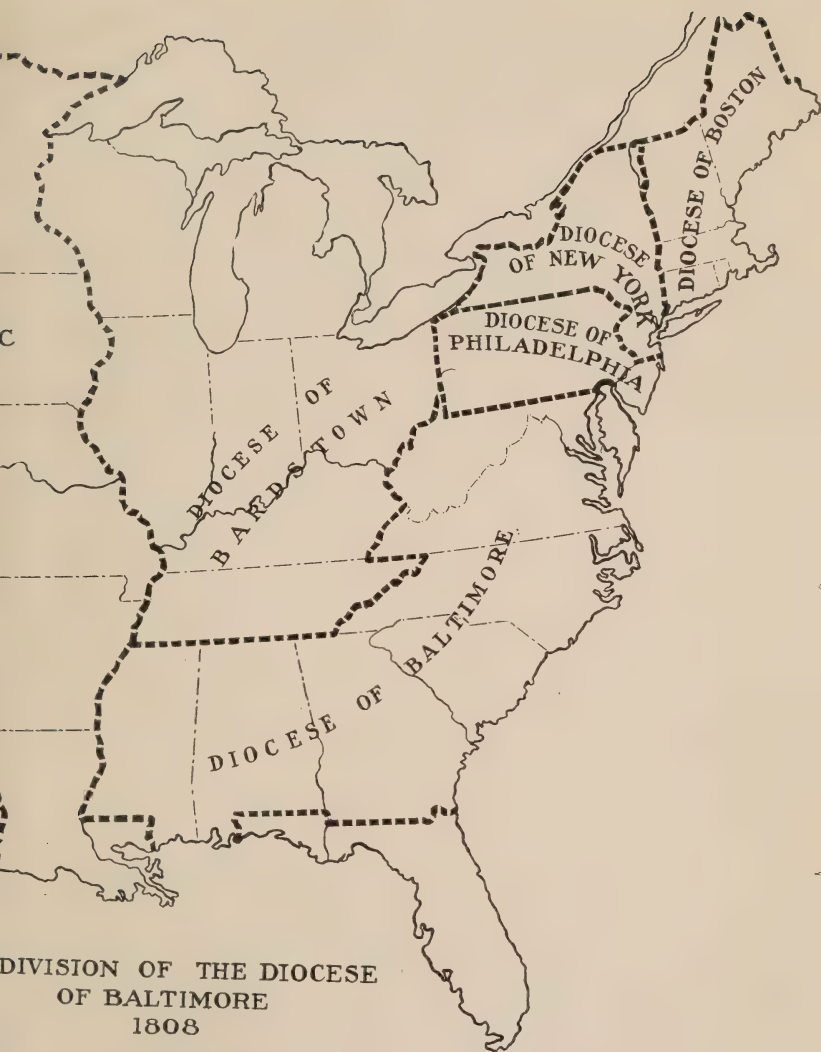 DIOCESE OF BOSTON
DIOCESE
OF NEW YORK
DIOCESE OF
PHILADELPHIA
C
DIOCESE OF
BARDSTOWN
DIOCESE OF BALTIMORE
DIVISION OF THE DIOCESE
OF BALTIMORE
1808